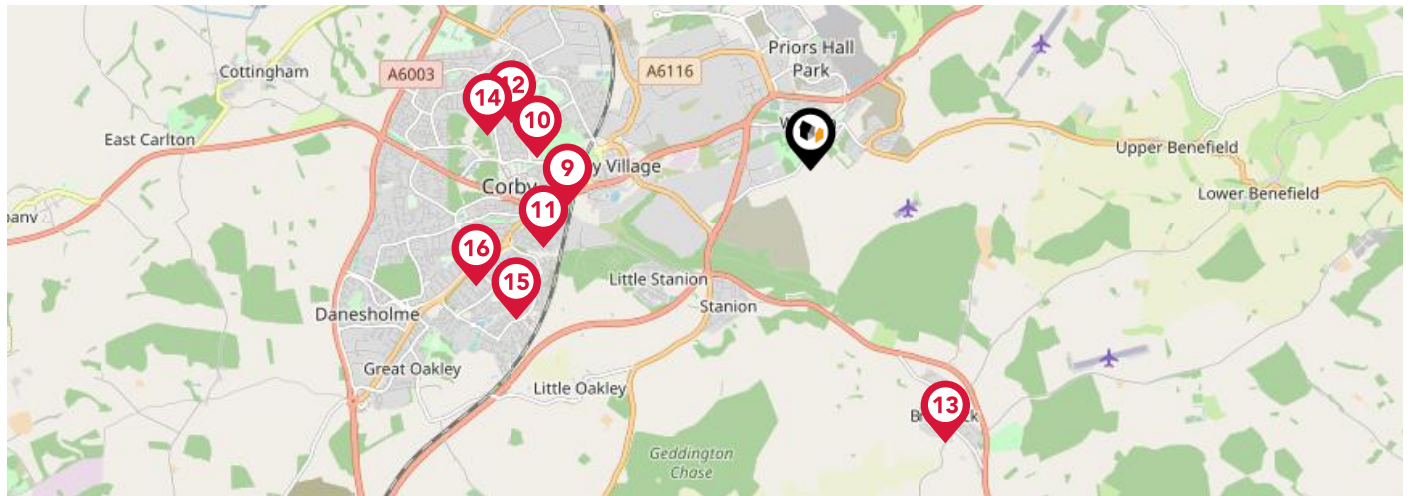 Priors Hall
Park
Cottingham
A6003
A6116
12
14
10
East Carlton
Upper Benefield
9
y Village
Corby
Lower Benefield
11
16
Little Stanion
15
Stanion
Danesholme
Great Oakley
Little Oakley
13
Geddington
Chase